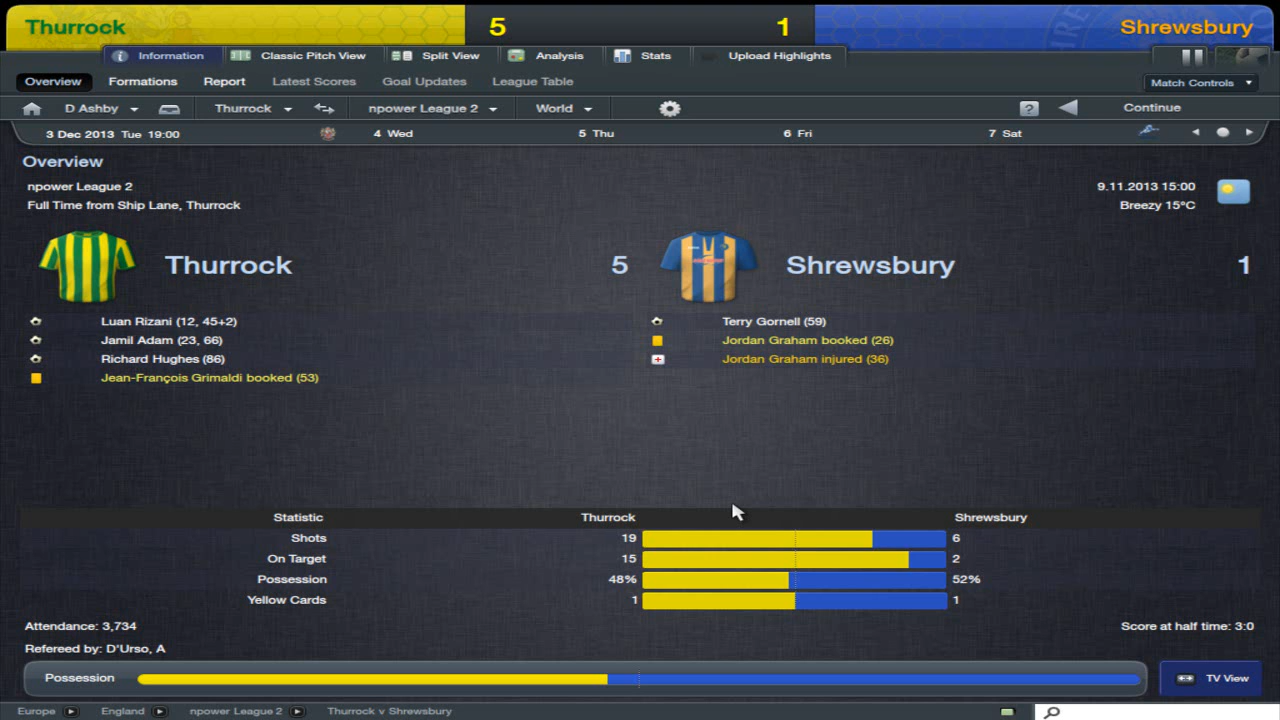 Thurrock 5 1 Shrewsbury
Information Classic Pitch View Split View Analysis Stats Upload Highlights
Overview Formations Report Latest Scores Goal Updates League Table Match Controls
D Ashby Thurrock npower League 2 World ? Continue
3 Dec 2013 Tue 19:00 4 Wed 5 Thu 6 Fri 7 Sat
Overview
npower League 2 9.11.2013 15:00
Full Time from Ship Lane, Thurrock Breezy 15°C
Thurrock 5 Shrewsbury 1
Luan Rizani (12, 45+2) Terry Gornell (59)
Jamil Adam (23, 66) Jordan Graham booked (26)
Richard Hughes (86) Jordan Graham injured (36)
Jean-François Grimaldi booked (53)
Statistic Thurrock Shrewsbury
Shots 19 6
On Target 15 2
Possession 48% 52%
Yellow Cards 1 1
Attendance: 3,734 Score at half time: 3:0
Refereed by: D'Urso, A
Possession TV View
Europe England npower League 2 Thurrock v Shrewsbury